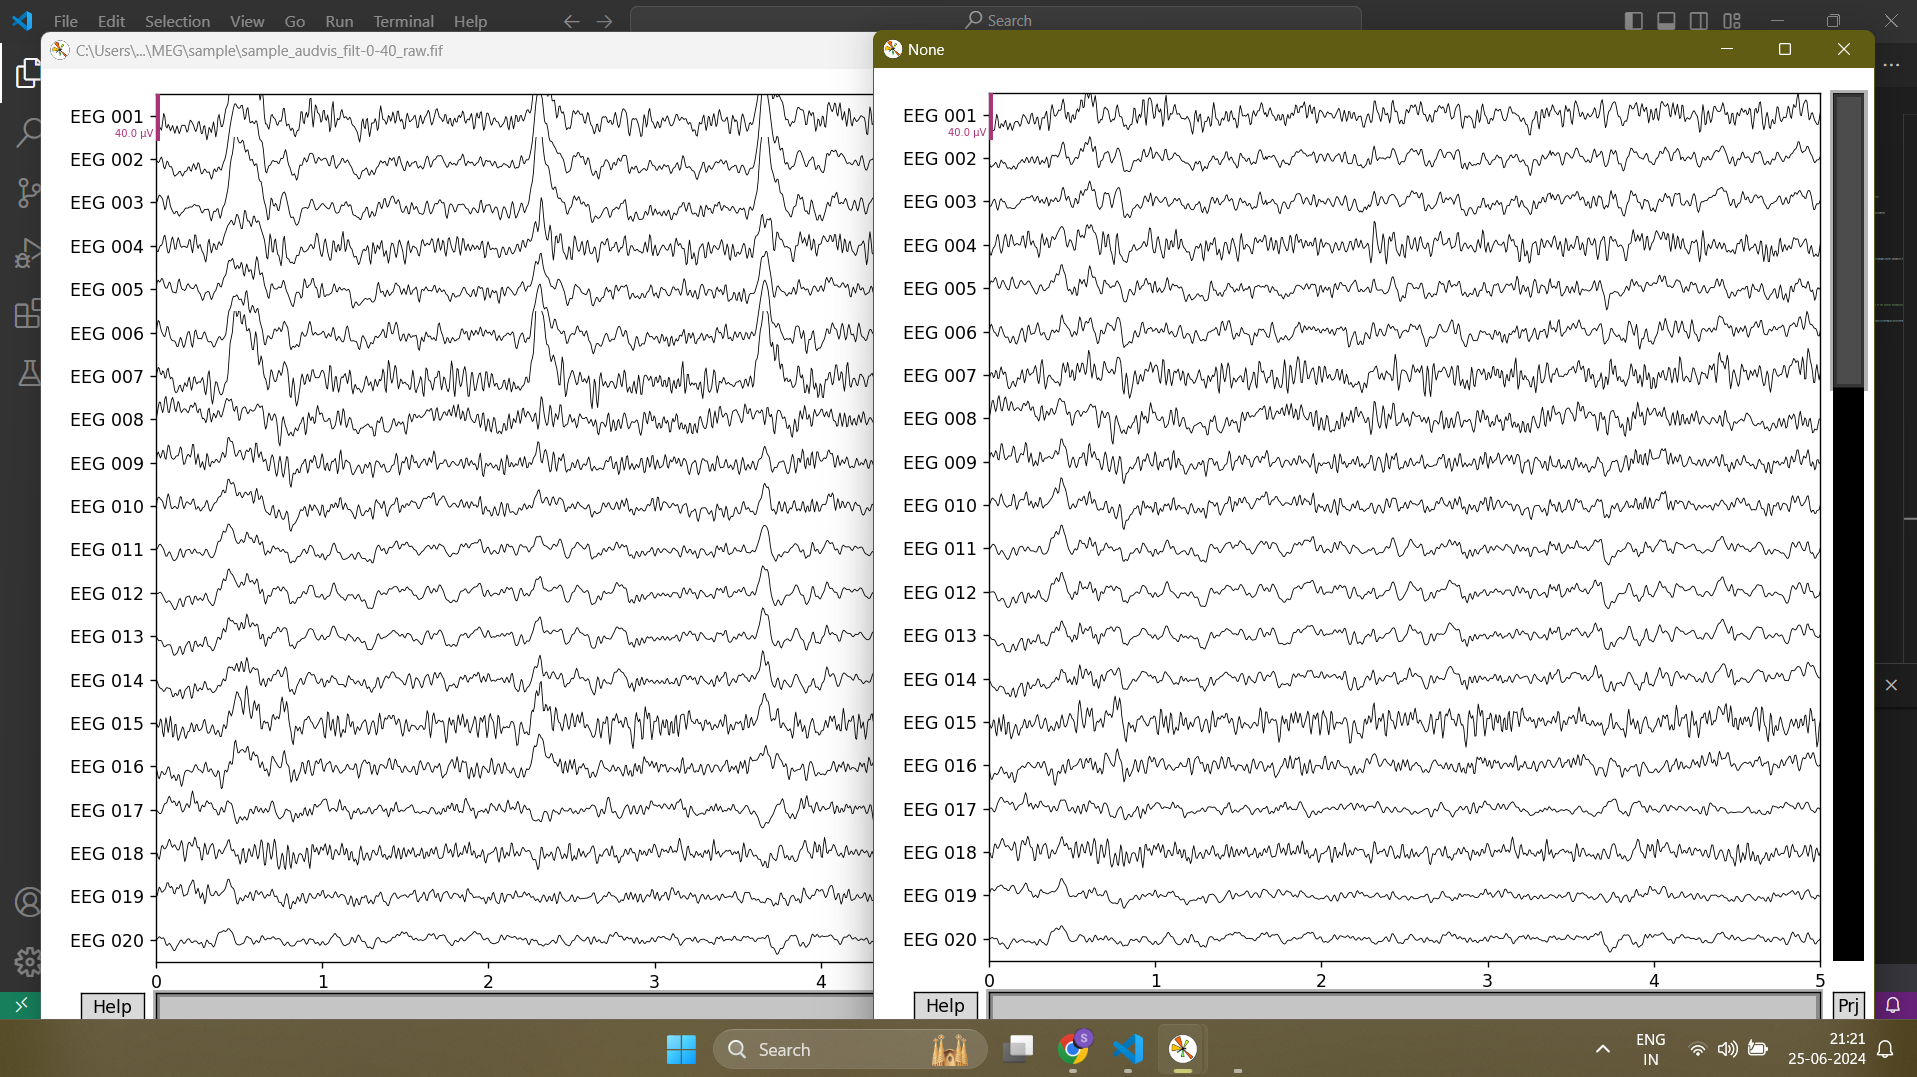 File Edit Selection View Go Run Terminal Help
Search
C:\Users\...\MEG\sample\sample_audvis_filt-0-40_raw.fif
EEG 001
40.0 µV
EEG 002
EEG 003
EEG 004
EEG 005
EEG 006
EEG 007
EEG 008
EEG 009
EEG 010
EEG 011
EEG 012
EEG 013
EEG 014
EEG 015
EEG 016
EEG 017
EEG 018
EEG 019
EEG 020
0 1 2 3 4
Help
None
EEG 001
40.0 µV
EEG 002
EEG 003
EEG 004
EEG 005
EEG 006
EEG 007
EEG 008
EEG 009
EEG 010
EEG 011
EEG 012
EEG 013
EEG 014
EEG 015
EEG 016
EEG 017
EEG 018
EEG 019
EEG 020
0 1 2 3 4 5
Help
Prj
Search
S
ENG
IN
21:21
25-06-2024